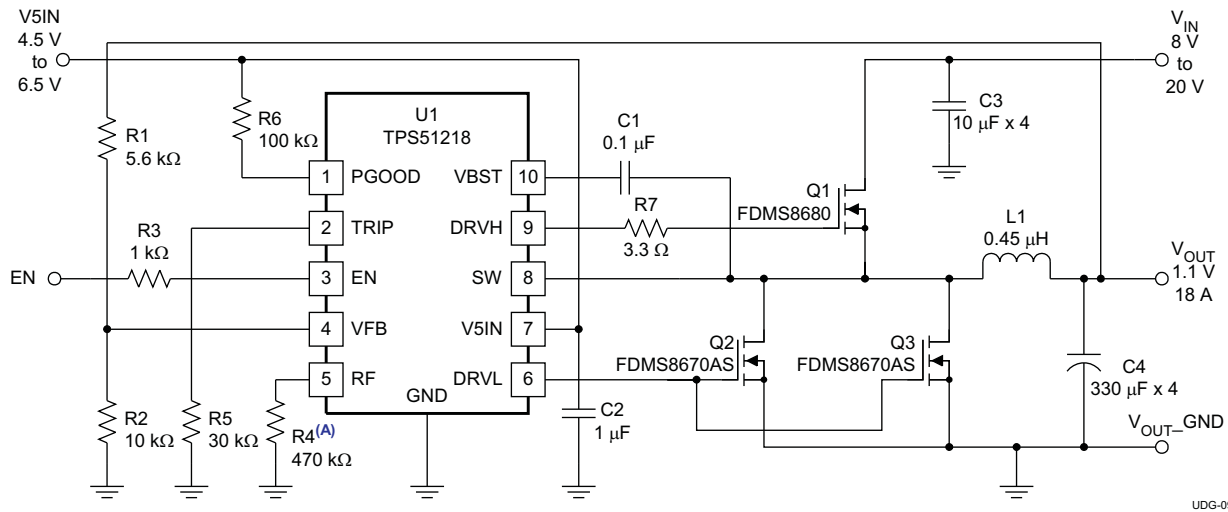 V5IN
4.5 V
to
6.5 V
VIN
8 V
to
20 V
R1
5.6 kΩ
R6
100 kΩ
U1
TPS51218
C1
0.1 μF
C3
10 μF x 4
1 PGOOD VBST 10
Q1
FDMS8680
2 TRIP DRVH 9
R7
3.3 Ω
R3
1 kΩ
L1
0.45 μH
EN
3 EN SW 8
VOUT
1.1 V
18 A
4 VFB V5IN 7
Q2
FDMS8670AS
Q3
FDMS8670AS
5 RF DRVL 6
GND
C4
330 μF x 4
R2
10 kΩ
R5
30 kΩ
R4(A)
470 kΩ
C2
1 μF
VOUT_GND